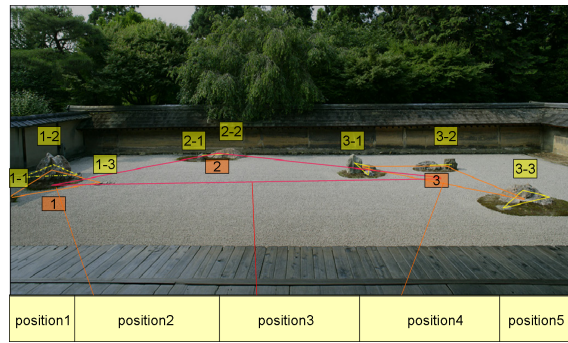 1-2
2-1
2-2
3-1
3-2
1-1
1-3
2
3
3-3
1
position1
position2
position3
position4
position5